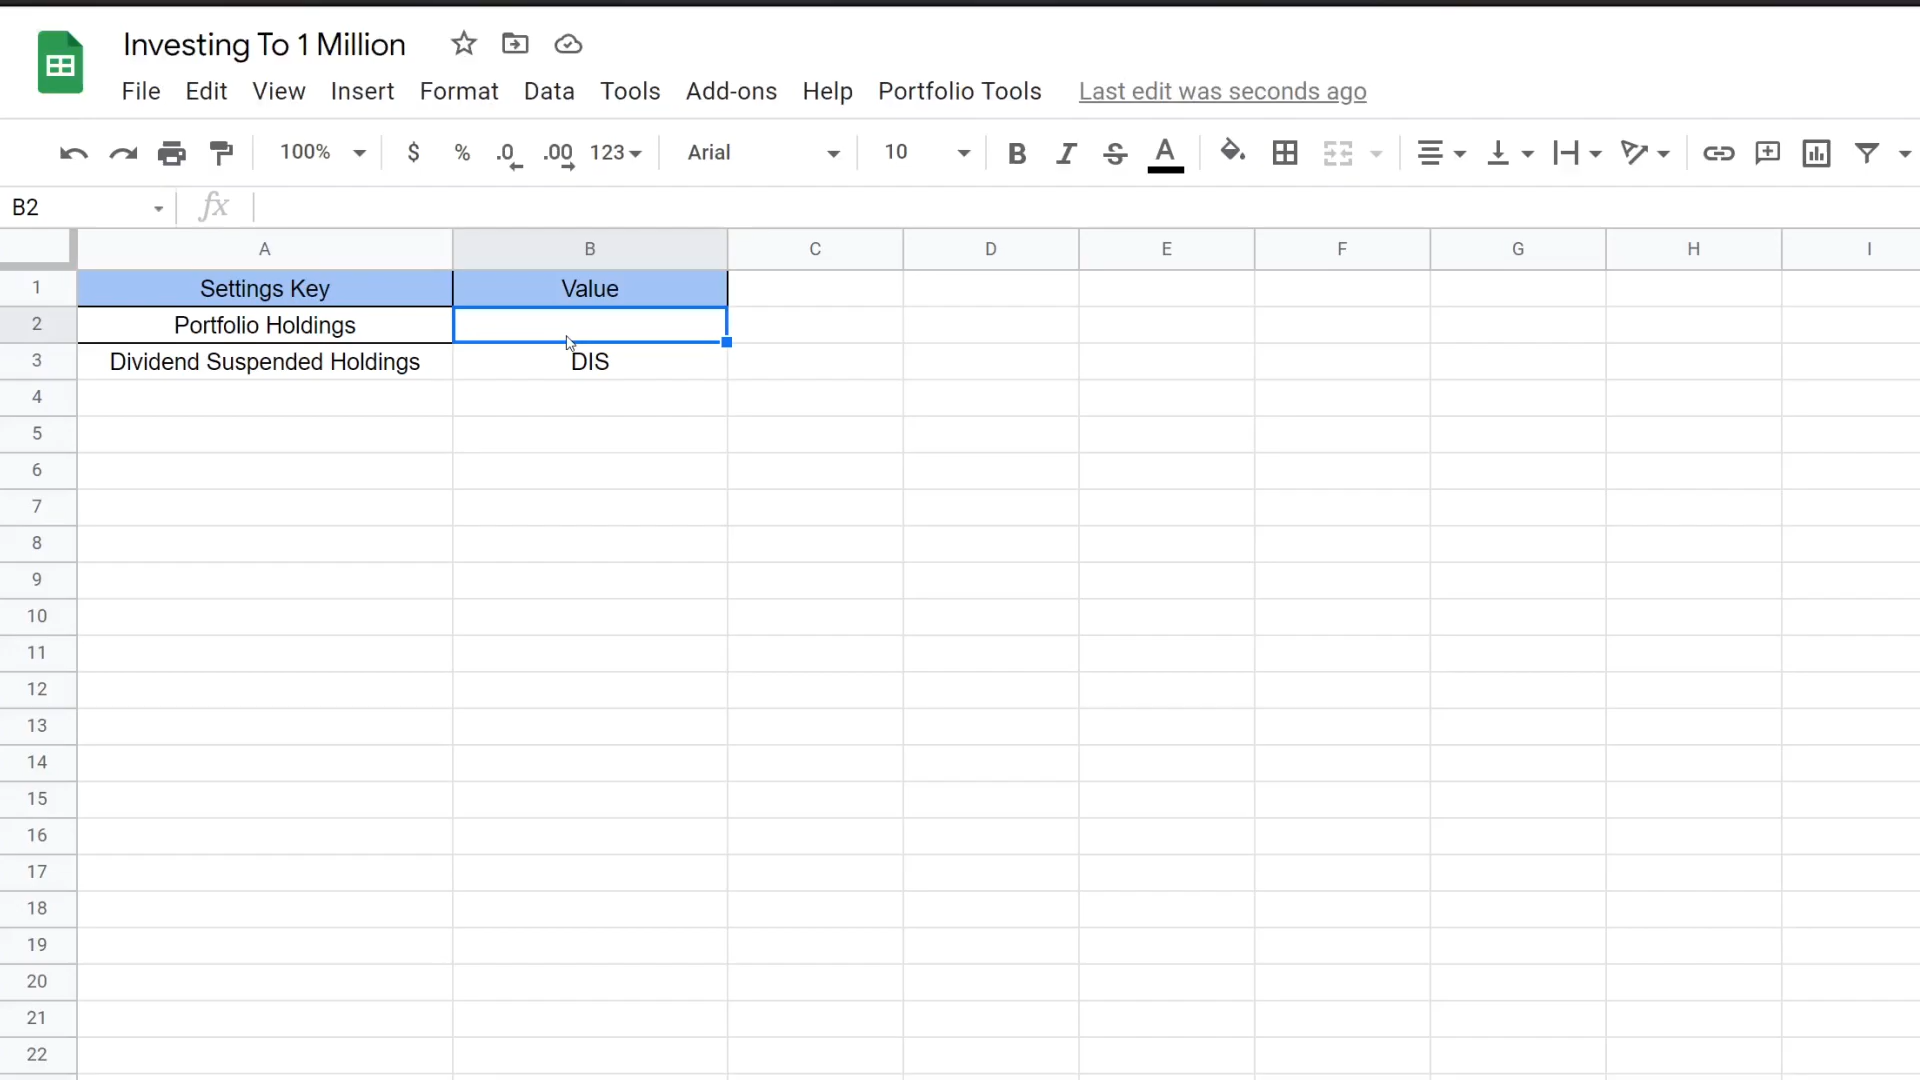 Investing To 1 Million
File Edit View Insert Format Data Tools Add-ons Help Portfolio Tools Last edit was seconds ago
100% $ % .0 .00 123 Arial 10 B I S A
B2 fx
A B C D E F G H I
1 Settings Key Value
2 Portfolio Holdings
3 Dividend Suspended Holdings DIS
4
5
6
7
8
9
10
11
12
13
14
15
16
17
18
19
20
21
22